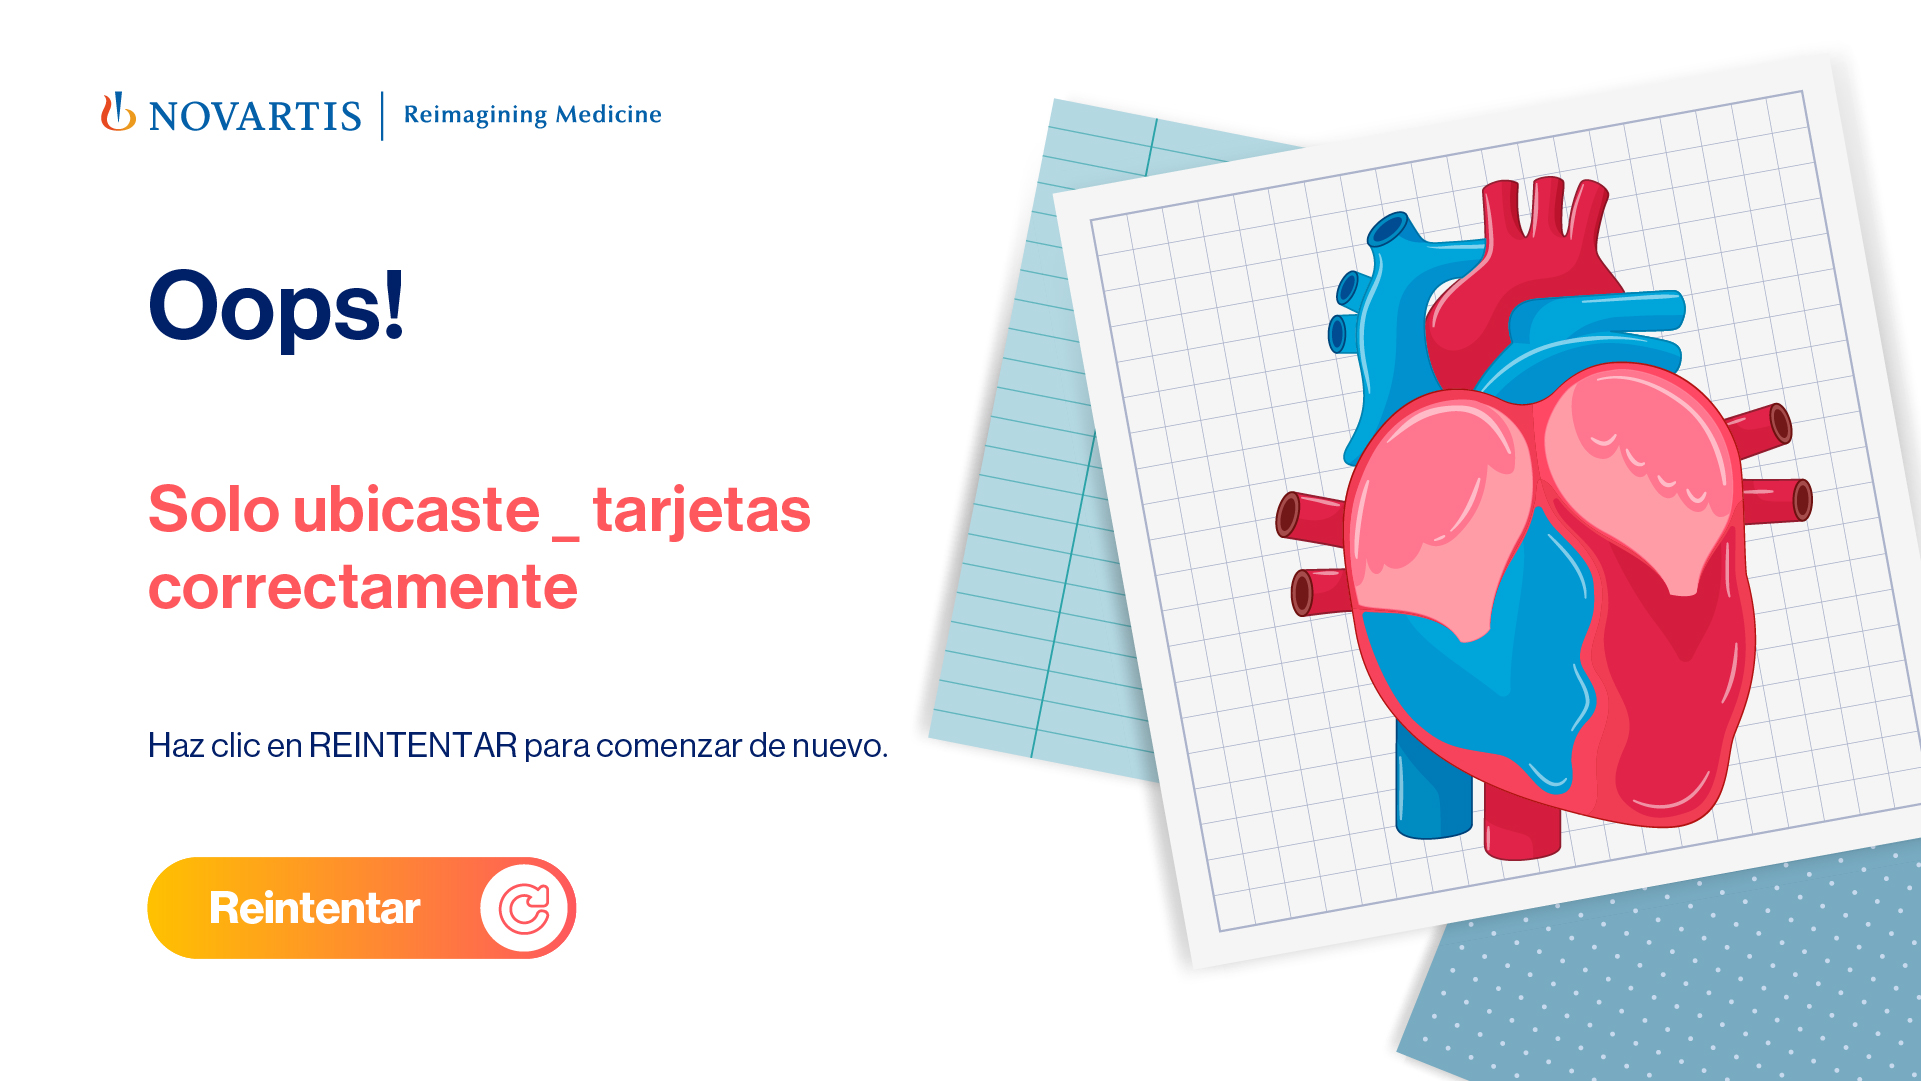 NOVARTIS | Reimagining Medicine
Oops!
Solo ubicaste _ tarjetas
correctamente
Haz clic en REINTENTAR para comenzar de nuevo.
Reintentar